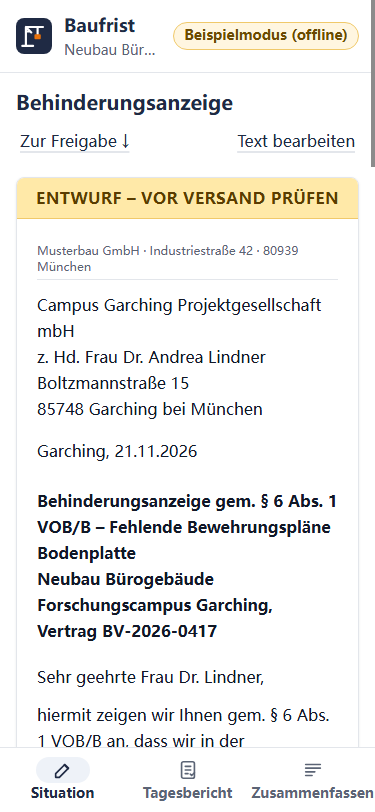 Baufrist
Neubau Bür...
Beispielmodus (offline)
Behinderungsanzeige
Zur Freigabe ↓
Text bearbeiten
ENTWURF – VOR VERSAND PRÜFEN
Musterbau GmbH · Industriestraße 42 · 80939
München
Campus Garching Projektgesellschaft
mbH
z. Hd. Frau Dr. Andrea Lindner
Boltzmannstraße 15
85748 Garching bei München
Garching, 21.11.2026
Behinderungsanzeige gem. § 6 Abs. 1
VOB/B – Fehlende Bewehrungspläne
Bodenplatte
Neubau Bürogebäude
Forschungscampus Garching,
Vertrag BV-2026-0417
Sehr geehrte Frau Dr. Lindner,
hiermit zeigen wir Ihnen gem. § 6 Abs.
1 VOB/B an, dass wir in der
Situation
Tagesbericht
Zusammenfassen